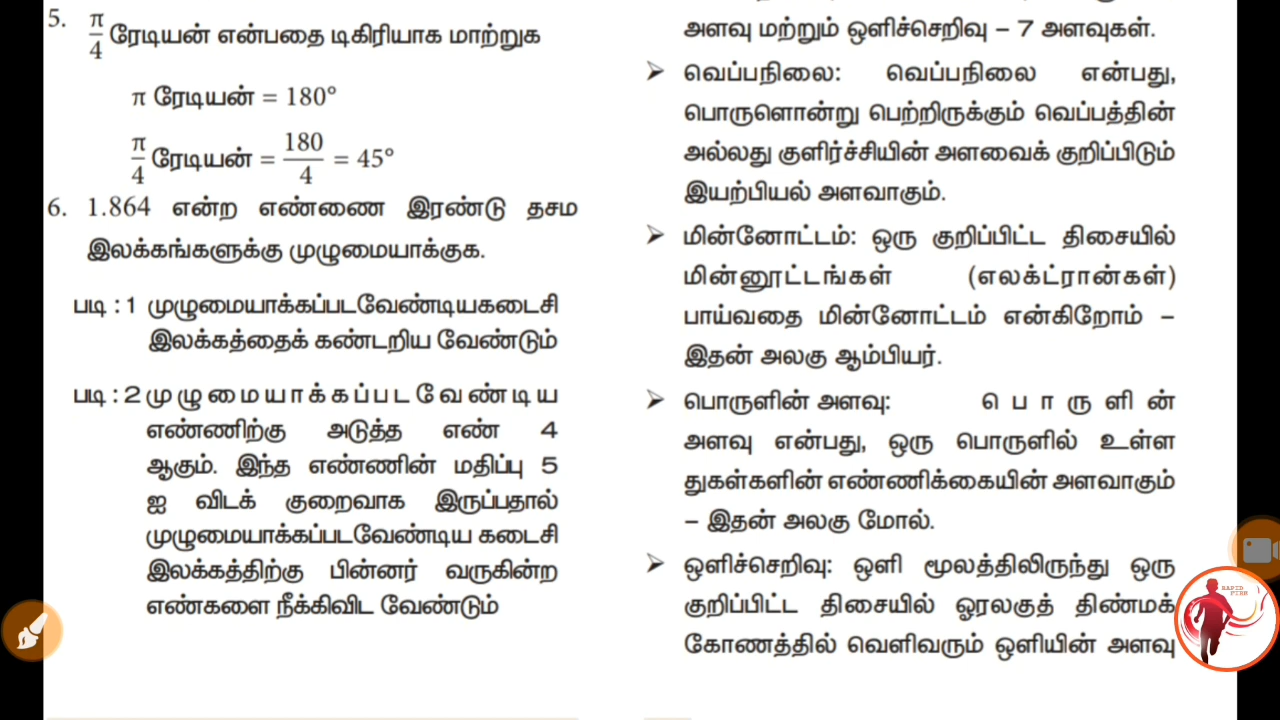 5. π/4 ரேடியன் என்பதை டிகிரியாக மாற்றுக
π ரேடியன் = 180°
π/4 ரேடியன் = 180/4 = 45°
6. 1.864 என்ற எண்ணை இரண்டு தசம
இலக்கங்களுக்கு முழுமையாக்குக.
படி : 1 முழுமையாக்கப்படவேண்டியகடைசி
இலக்கத்தைக் கண்டறிய வேண்டும்
படி : 2 முழுமையாக்கப்படவேண்டிய
எண்ணிற்கு அடுத்த எண் 4
ஆகும். இந்த எண்ணின் மதிப்பு 5
ஐ விடக் குறைவாக இருப்பதால்
முழுமையாக்கப்படவேண்டிய கடைசி
இலக்கத்திற்கு பின்னர் வருகின்ற
எண்களை நீக்கிவிட வேண்டும்
அளவு மற்றும் ஒளிச்செறிவு – 7 அளவுகள்.
➤ வெப்பநிலை: வெப்பநிலை என்பது,
பொருளொன்று பெற்றிருக்கும் வெப்பத்தின்
அல்லது குளிர்ச்சியின் அளவைக் குறிப்பிடும்
இயற்பியல் அளவாகும்.
➤ மின்னோட்டம்: ஒரு குறிப்பிட்ட திசையில்
மின்னூட்டங்கள் (எலக்ட்ரான்கள்)
பாய்வதை மின்னோட்டம் என்கிறோம் –
இதன் அலகு ஆம்பியர்.
➤ பொருளின் அளவு: பொருளின்
அளவு என்பது, ஒரு பொருளில் உள்ள
துகள்களின் எண்ணிக்கையின் அளவாகும்
– இதன் அலகு மோல்.
➤ ஒளிச்செறிவு: ஒளி மூலத்திலிருந்து ஒரு
குறிப்பிட்ட திசையில் ஓரலகுத் திண்மக்
கோணத்தில் வெளிவரும் ஒளியின் அளவு
RAPID